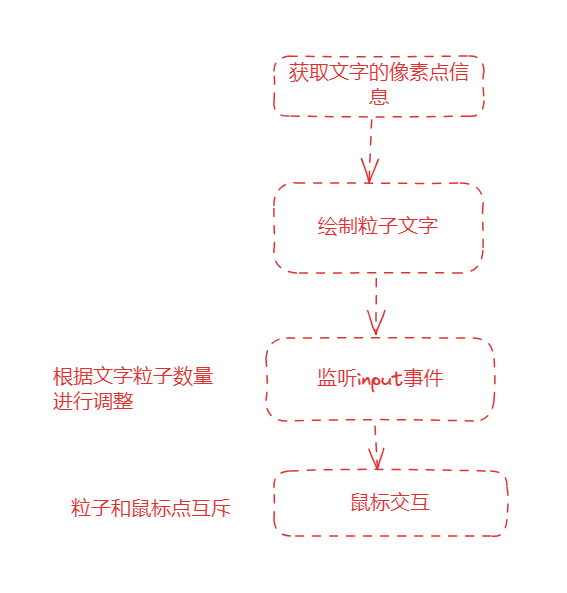 获取文字的像素点信
息
绘制粒子文字
监听input事件
根据文字粒子数量
进行调整
鼠标交互
粒子和鼠标点互斥